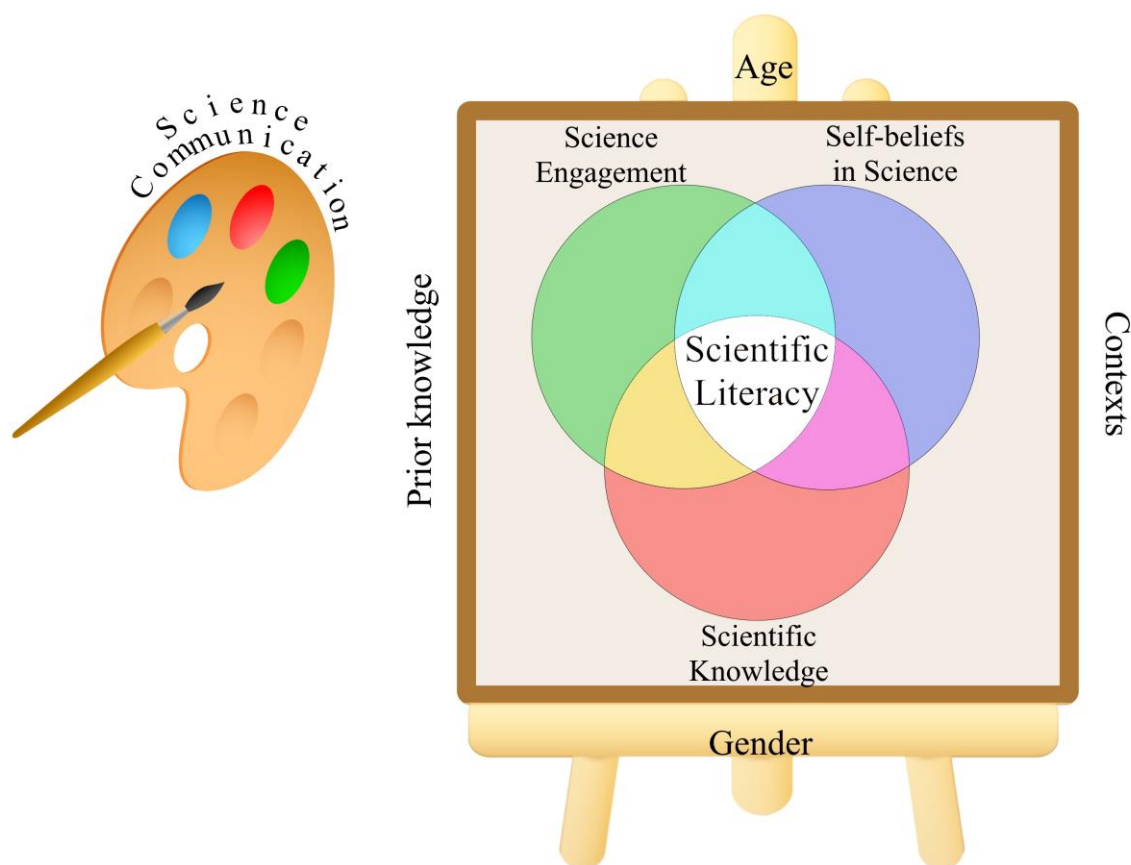 Science
Communication
Age
Science
Engagement
Self-beliefs
in Science
Prior knowledge
Scientific
Literacy
Contexts
Scientific
Knowledge
Gender